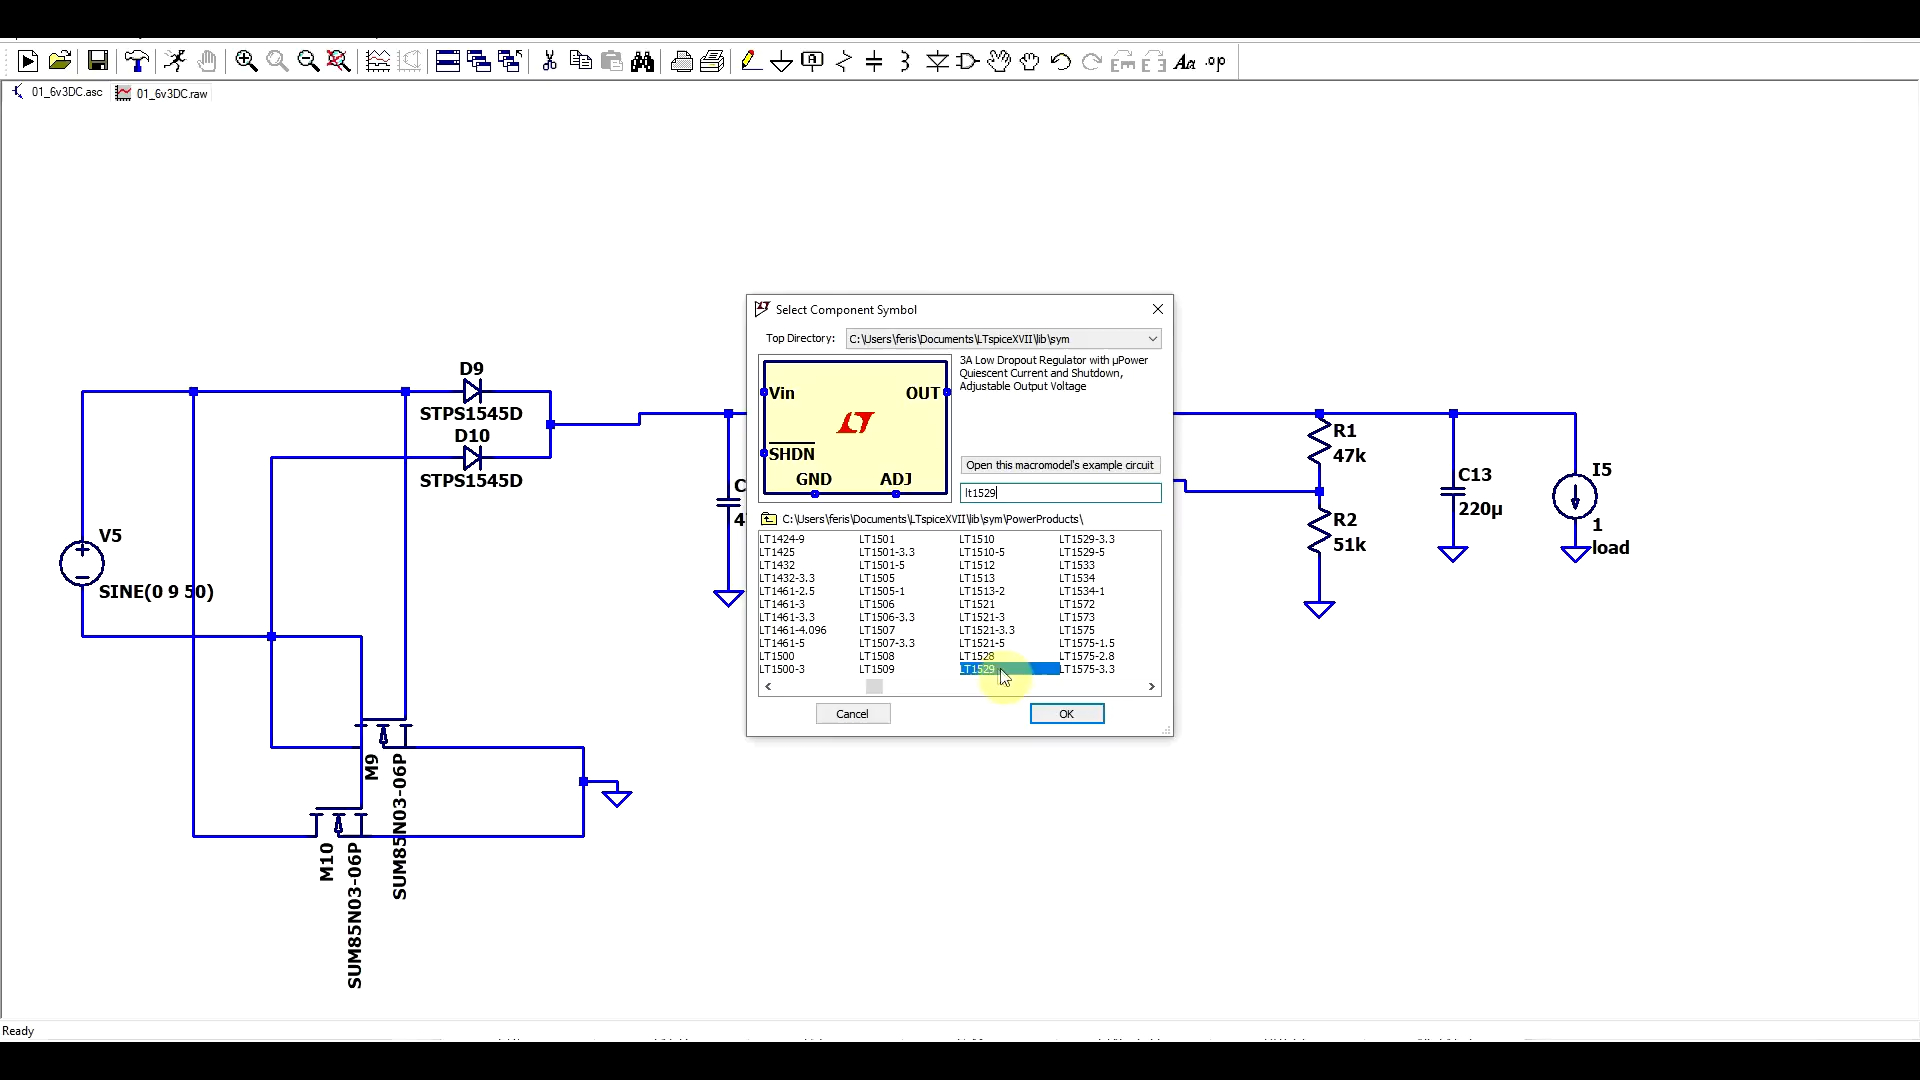 Aa .op
01_6v3DC.asc 01_6v3DC.raw
Select Component Symbol
Top Directory: C:\Users\feris\Documents\LTspiceXVII\lib\sym
3A Low Dropout Regulator with µPower
Quiescent Current and Shutdown,
Adjustable Output Voltage
Vin OUT
SHDN
GND ADJ
Open this macromodel's example circuit
lt1529
C:\Users\feris\Documents\LTspiceXVII\lib\sym\PowerProducts\
LT1424-9 LT1501 LT1510 LT1529-3.3
LT1425 LT1501-3.3 LT1510-5 LT1529-5
LT1432 LT1501-5 LT1512 LT1533
LT1432-3.3 LT1505 LT1513 LT1534
LT1461-2.5 LT1505-1 LT1513-2 LT1534-1
LT1461-3 LT1506 LT1521 LT1572
LT1461-3.3 LT1506-3.3 LT1521-3 LT1573
LT1461-4.096 LT1507 LT1521-3.3 LT1575
LT1461-5 LT1507-3.3 LT1521-5 LT1575-1.5
LT1500 LT1508 LT1528 LT1575-2.8
LT1500-3 LT1509 LT1529 LT1575-3.3
Cancel OK
D9
STPS1545D
D10
STPS1545D
V5
SINE(0 9 50)
M9
SUM85N03-06P
M10
SUM85N03-06P
C
4
R1
47k
R2
51k
C13
220µ
I5
1
load
Ready